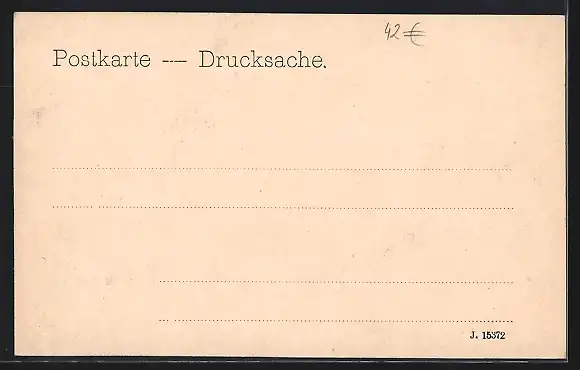 42 €
Postkarte — Drucksache.
J. 15372